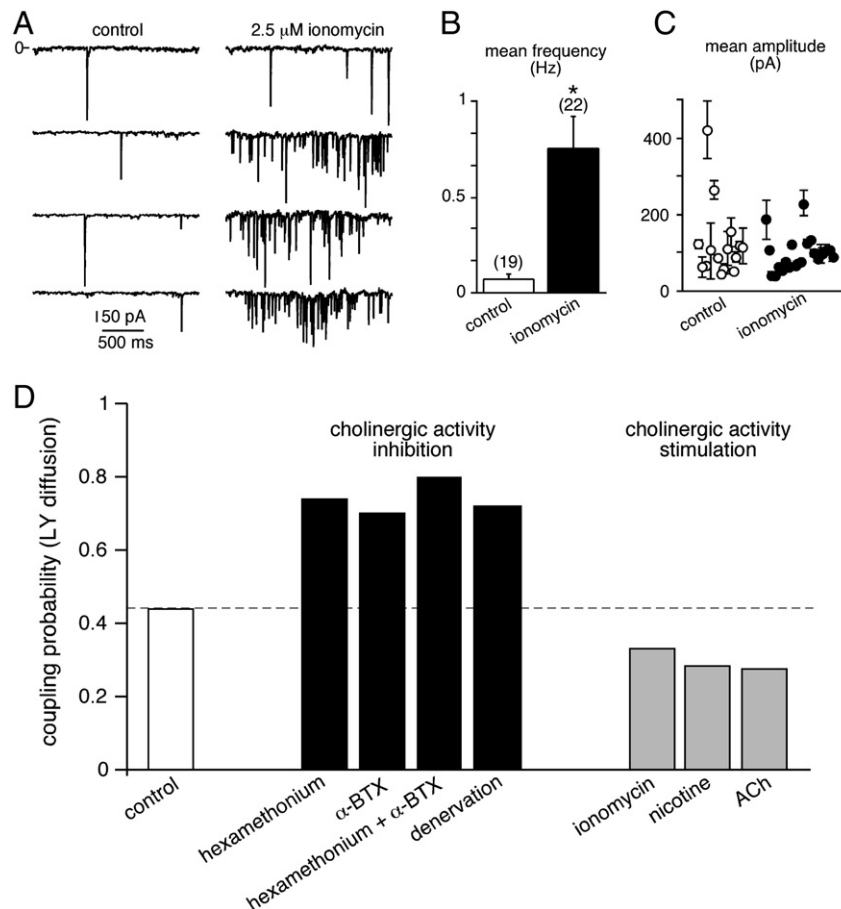 A
control
2.5 μM ionomycin
0-
50 pA
500 ms
B
mean frequency
(Hz)
1
0.5
0
*
(22)
(19)
control
ionomycin
C
mean amplitude
(pA)
400
200
0
control
ionomycin
D
coupling probability (LY diffusion)
1
0.8
0.6
0.4
0.2
0
cholinergic activity
inhibition
cholinergic activity
stimulation
control
hexamethonium
α-BTX
hexamethonium + α-BTX
denervation
ionomycin
nicotine
ACh